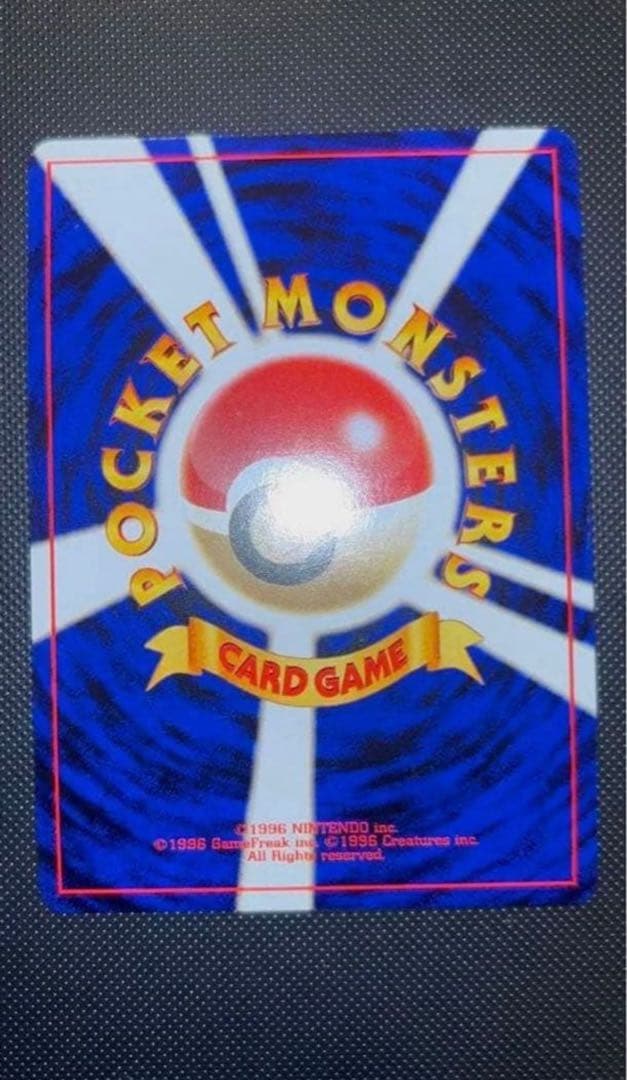 POCKET MONSTERS
CARD GAME
©1996 NINTENDO inc.
©1996 GameFreak inc. ©1996 Creatures inc.
All Rights reserved.